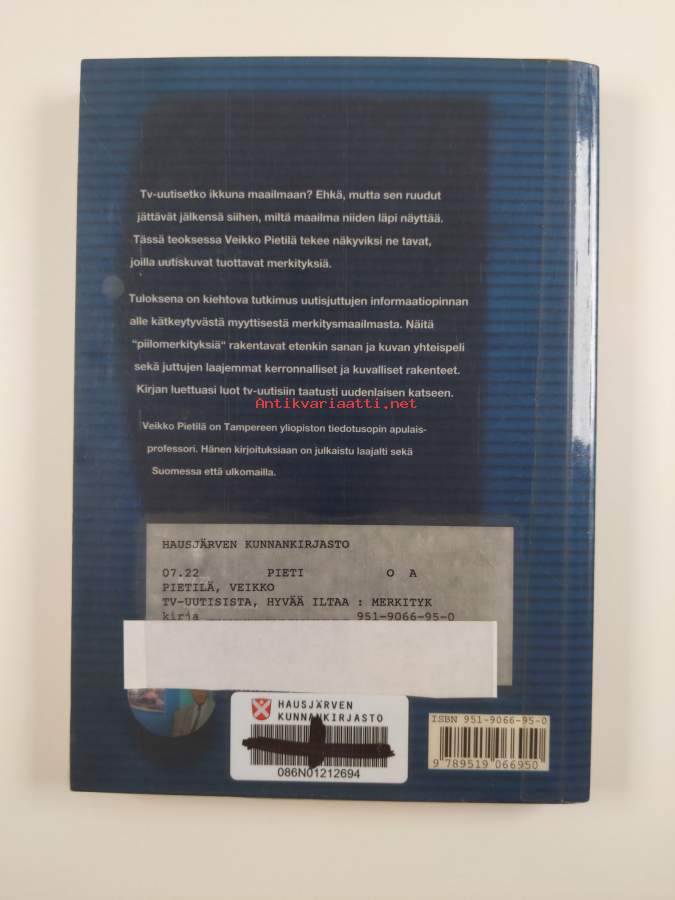 Tv-uutisetko ikkuna maailmaan? Ehkä, mutta sen ruudut
jättävät jälkensä siihen, miltä maailma niiden läpi näyttää.
Tässä teoksessa Veikko Pietilä tekee näkyviksi ne tavat,
joilla uutiskuvat tuottavat merkityksiä.
Tuloksena on kiehtova tutkimus uutisjuttujen informaatiopinnan
alle kätkeytyvästä myyttisestä merkitysmaailmasta. Näitä
"piilomerkityksiä" rakentavat etenkin sanan ja kuvan yhteispeli
sekä juttujen laajemmat kerronnalliset ja kuvalliset rakenteet.
Kirjan luettuasi luot tv-uutisiin taatusti uudenlaisen katseen.
Antikvariaatti.net
Veikko Pietilä on Tampereen yliopiston tiedotusopin apulais-
professori. Hänen kirjoituksiaan on julkaistu laajalti sekä
Suomessa että ulkomailla.
HAUSJÄRVEN KUNNANKIRJASTO
07.22 PIETI O A
PIETILÄ, VEIKKO
TV-UUTISISTA, HYVÄÄ ILTAA : MERKITYK
kirja 951-9066-95-0
HAUSJÄRVEN
KUNNANKIRJASTO
086N01212694
ISBN 951-9066-95-0
9 789519 066950